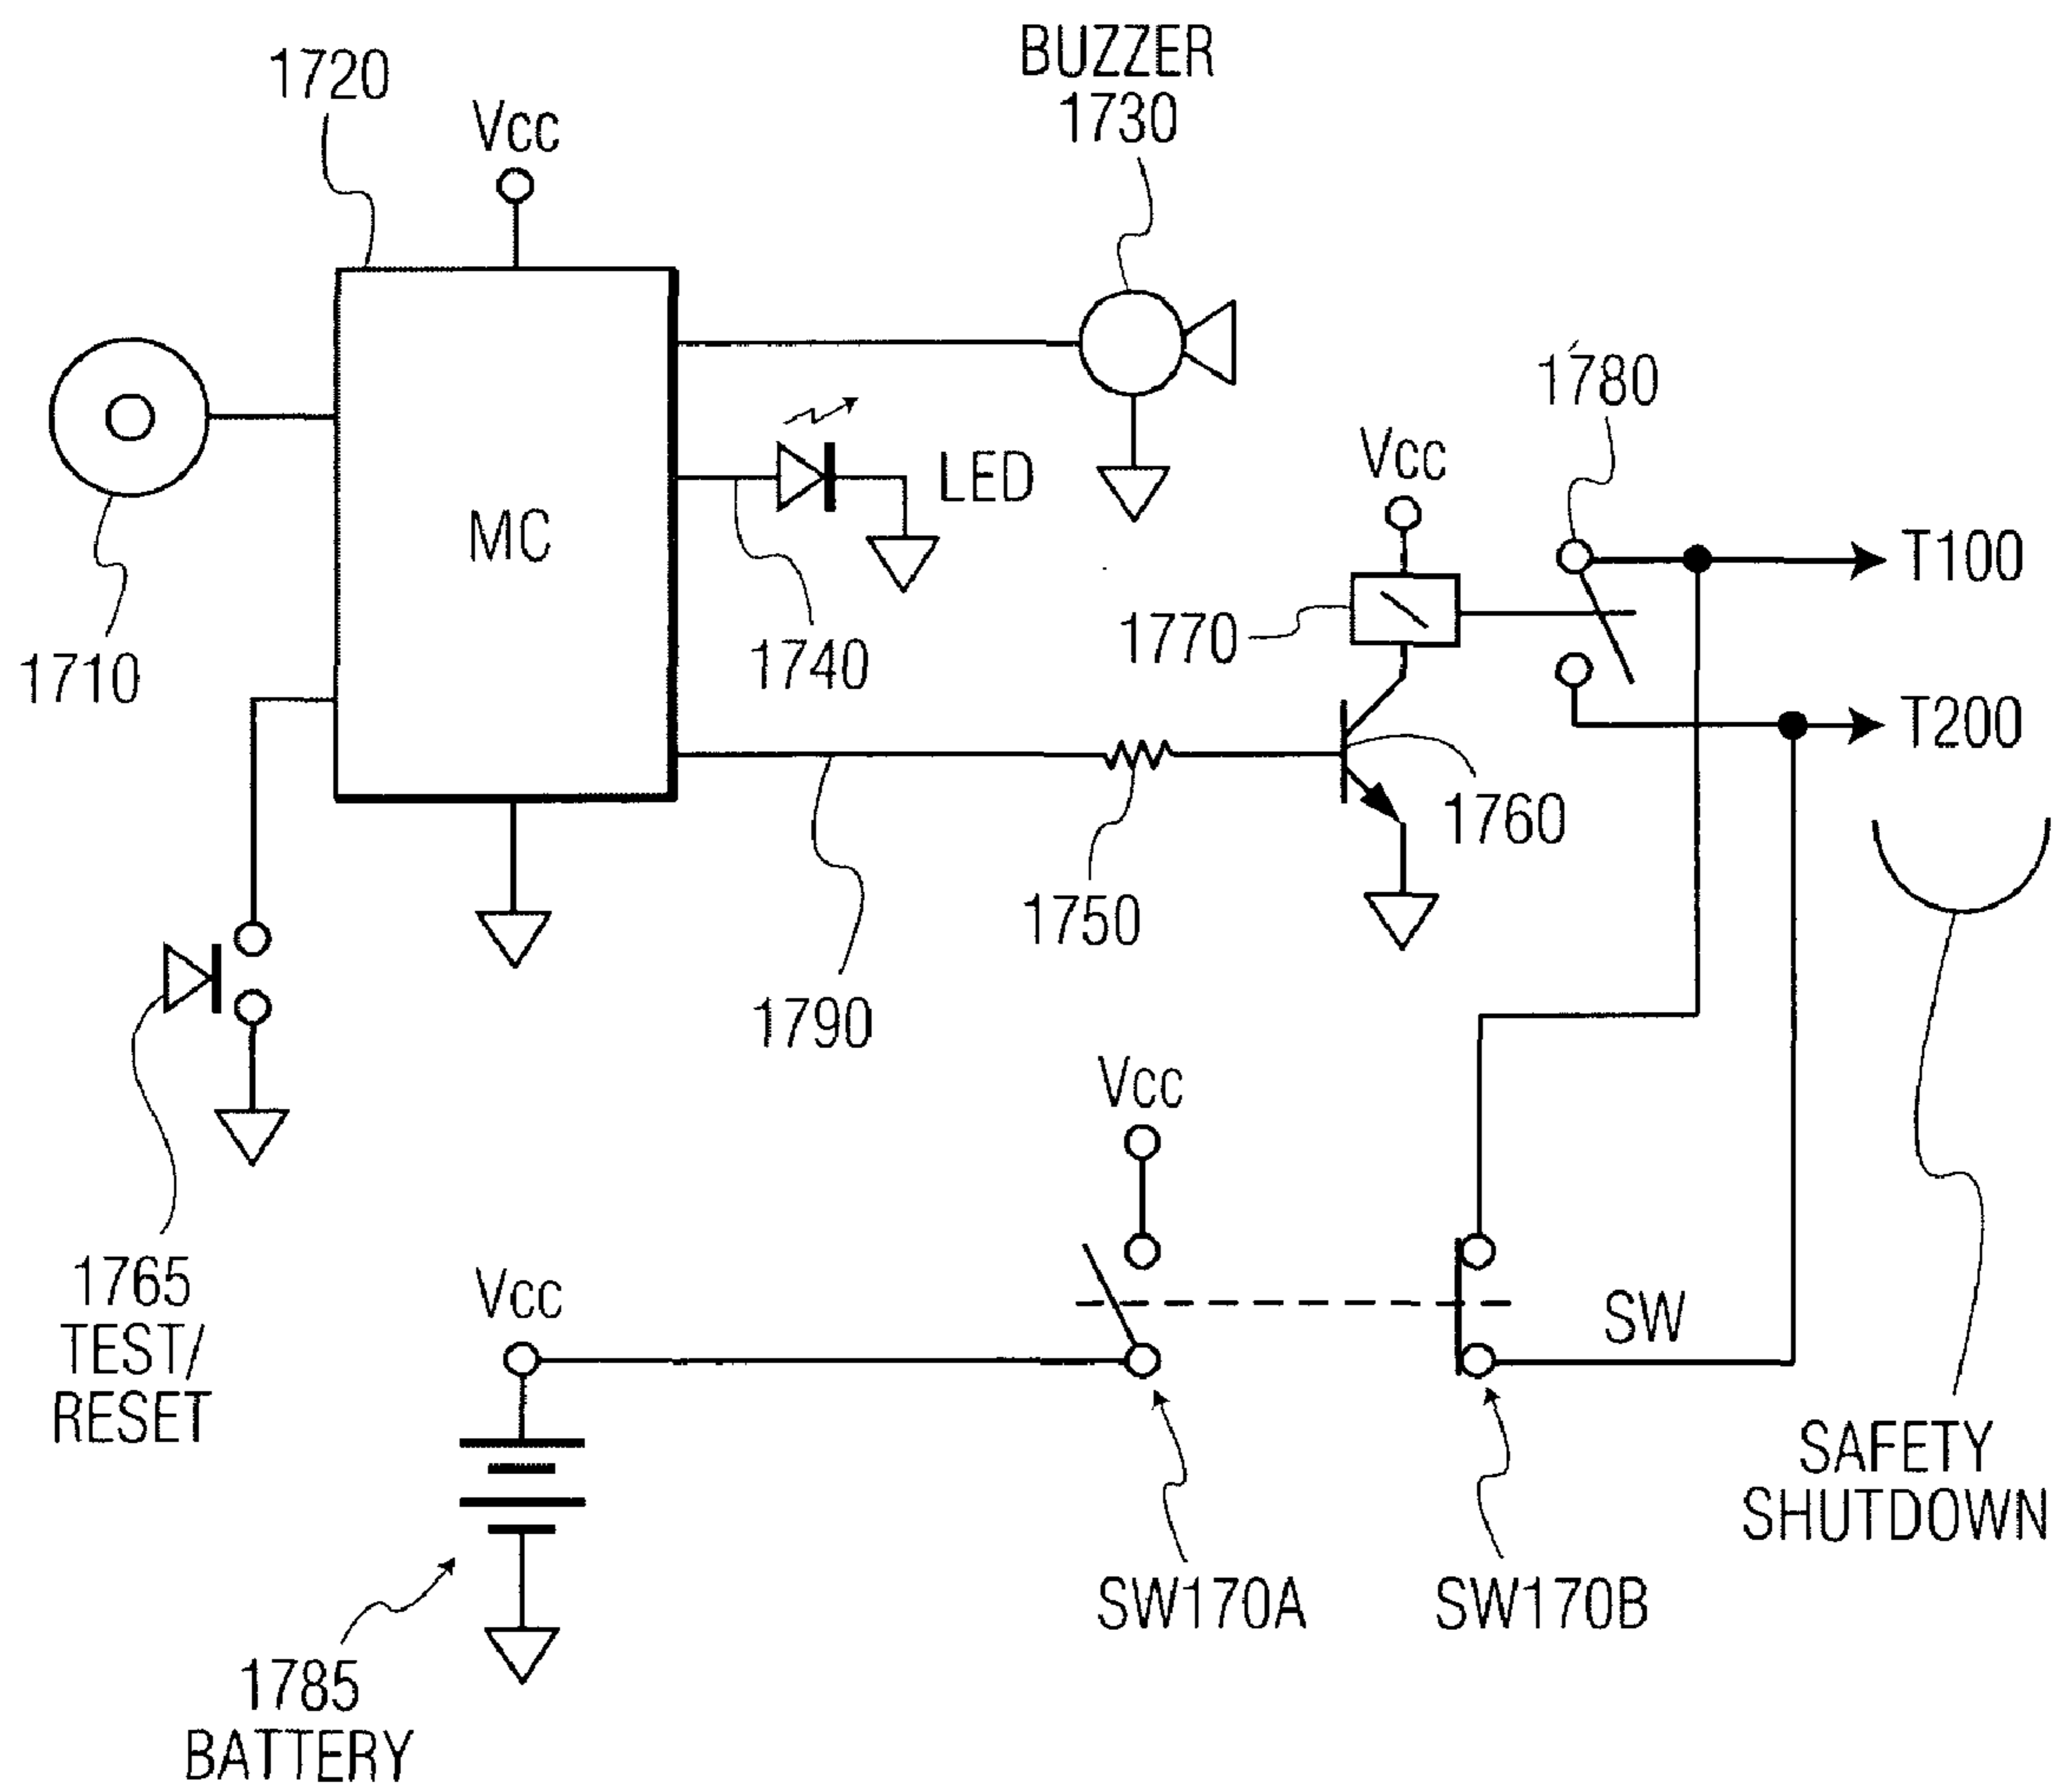 BUZZER
1730
1720
Vcc
1780
Vcc
LED
MC
T100
1770
1740
1710
T200
1760
1750
1790
Vcc
1765
TEST/
RESET
Vcc
SW
SAFETY
SHUTDOWN
SW170A
SW170B
1785
BATTERY